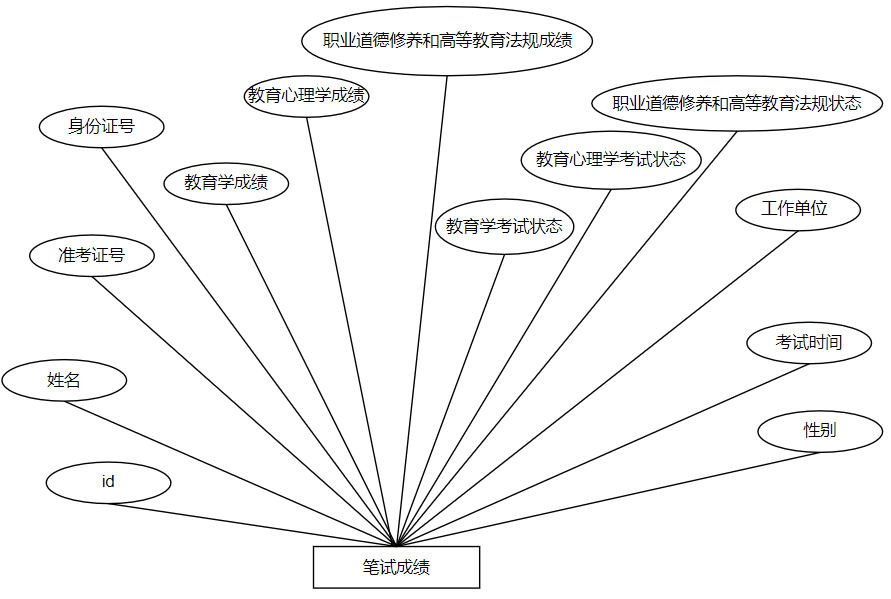 职业道德修养和高等教育法规成绩
教育心理学成绩
职业道德修养和高等教育法规状态
身份证号
教育心理学考试状态
教育学成绩
工作单位
教育学考试状态
准考证号
考试时间
姓名
性别
id
笔试成绩